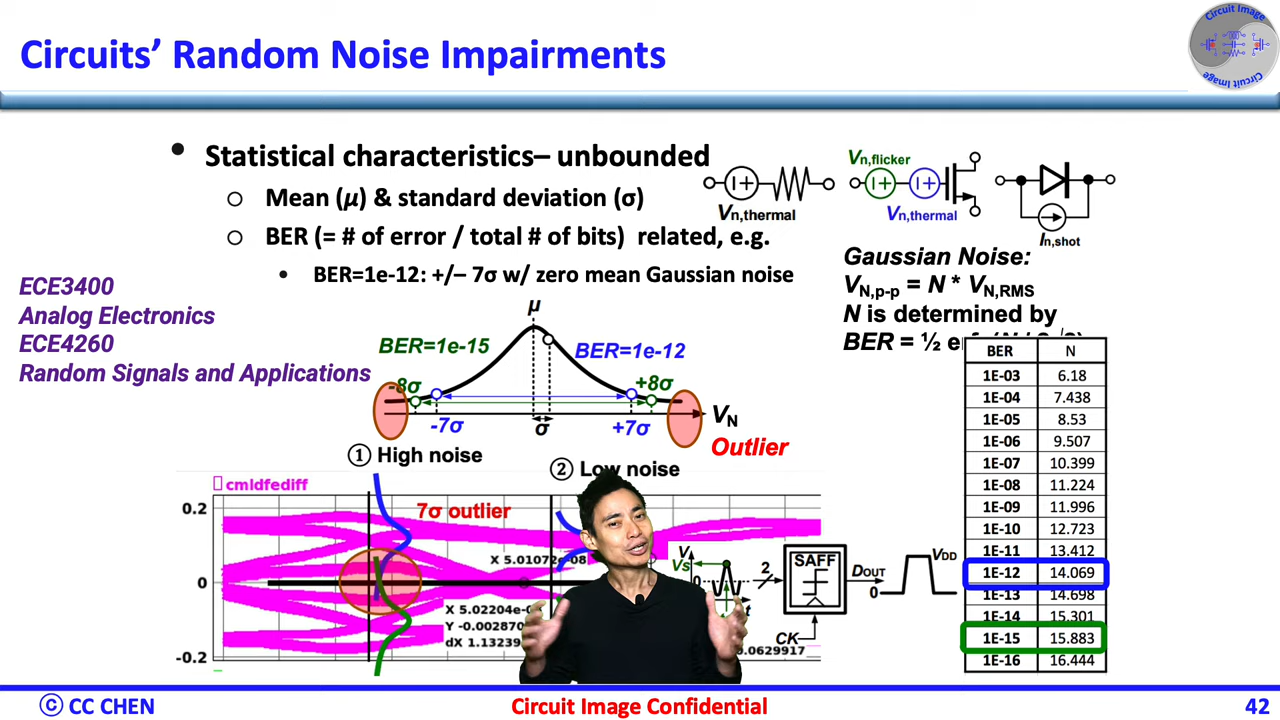 Circuits’ Random Noise Impairments
Circuit Image
Circuit Image
• Statistical characteristics– unbounded
○ Mean (μ) & standard deviation (σ)
○ BER (= # of error / total # of bits) related, e.g.
• BER=1e-12: +/– 7σ w/ zero mean Gaussian noise
Vn,thermal
Vn,flicker
Vn,thermal
In,shot
Gaussian Noise:
VN,p-p = N * VN,RMS
N is determined by
BER = ½ e
ECE3400
Analog Electronics
ECE4260
Random Signals and Applications
μ
BER=1e-15
BER=1e-12
-8σ
+8σ
-7σ
σ
+7σ
VN
Outlier
① High noise
② Low noise
cmldfediff
7σ outlier
0.2
0
-0.2
X 5.01072e-08
X 5.02204e-
Y -0.002870
dX 1.13239
0.0629917
V
VS
0
t
2
SAFF
CK
DOUT
VDD
0
BER N
1E-03 6.18
1E-04 7.438
1E-05 8.53
1E-06 9.507
1E-07 10.399
1E-08 11.224
1E-09 11.996
1E-10 12.723
1E-11 13.412
1E-12 14.069
1E-13 14.698
1E-14 15.301
1E-15 15.883
1E-16 16.444
© CC CHEN
Circuit Image Confidential
42